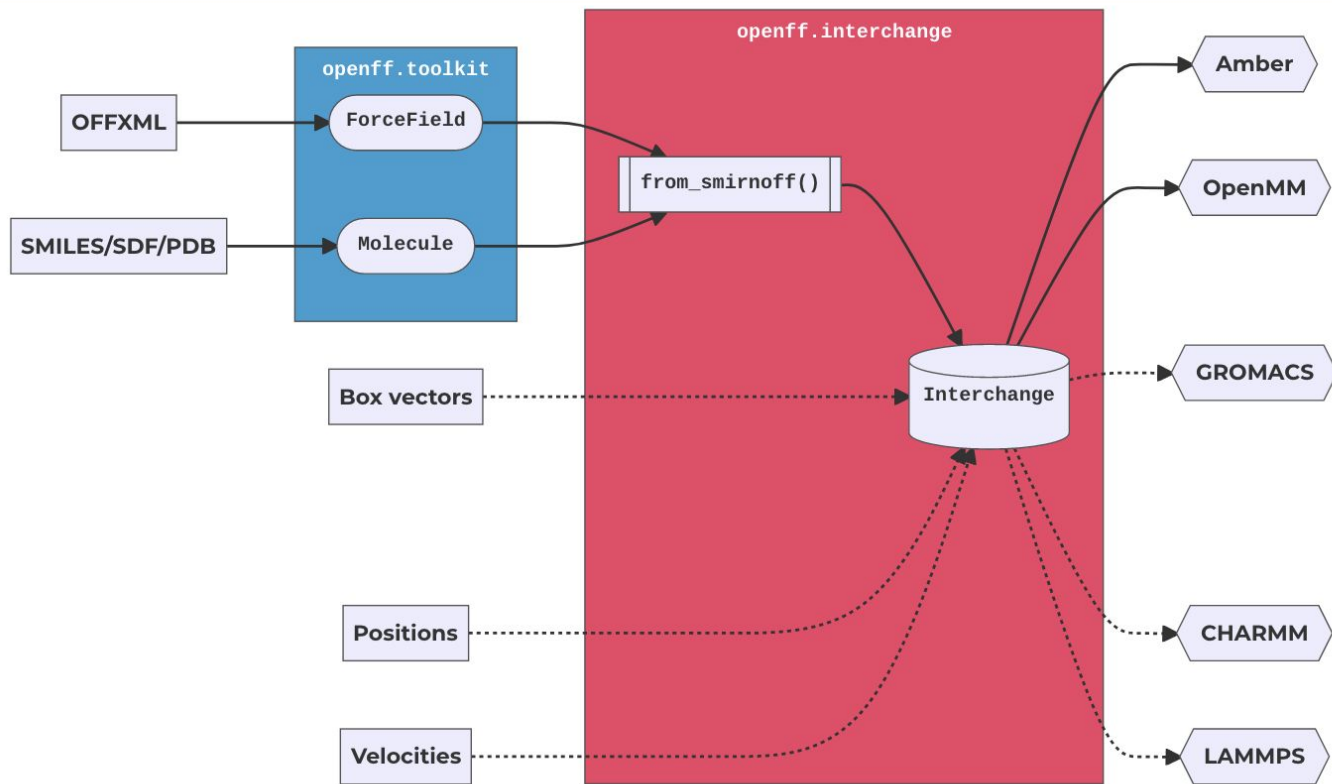 openff.interchange
openff.toolkit
Amber
OFFXML
ForceField
from_smirnoff()
OpenMM
SMILES/SDF/PDB
Molecule
GROMACS
Box vectors
Interchange
Positions
CHARMM
Velocities
LAMMPS